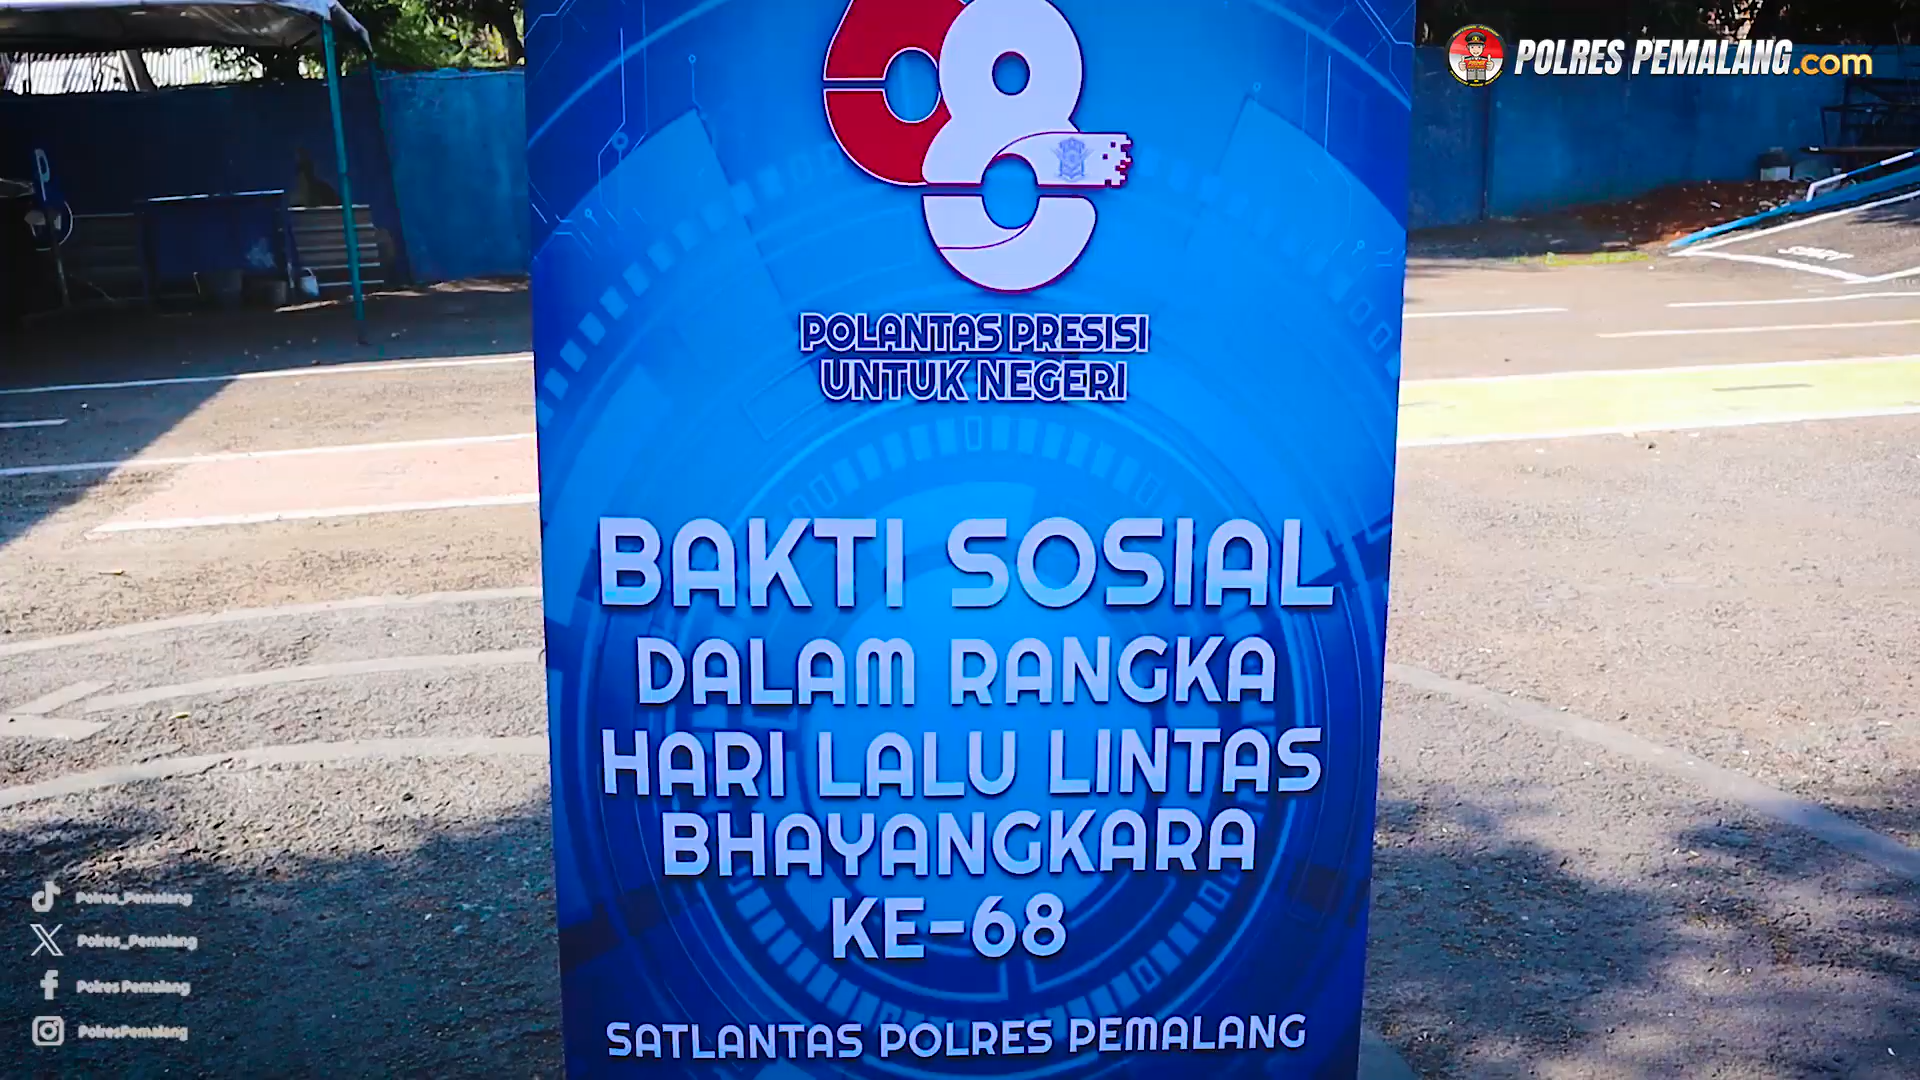 POLRES PEMALANG.com
68
POLANTAS PRESISI
UNTUK NEGERI
BAKTI SOSIAL
DALAM RANGKA
HARI LALU LINTAS
BHAYANGKARA
KE-68
SATLANTAS POLRES PEMALANG
START
Polres_Pemalang
Polres_Pemalang
Polres Pemalang
PolresPemalang